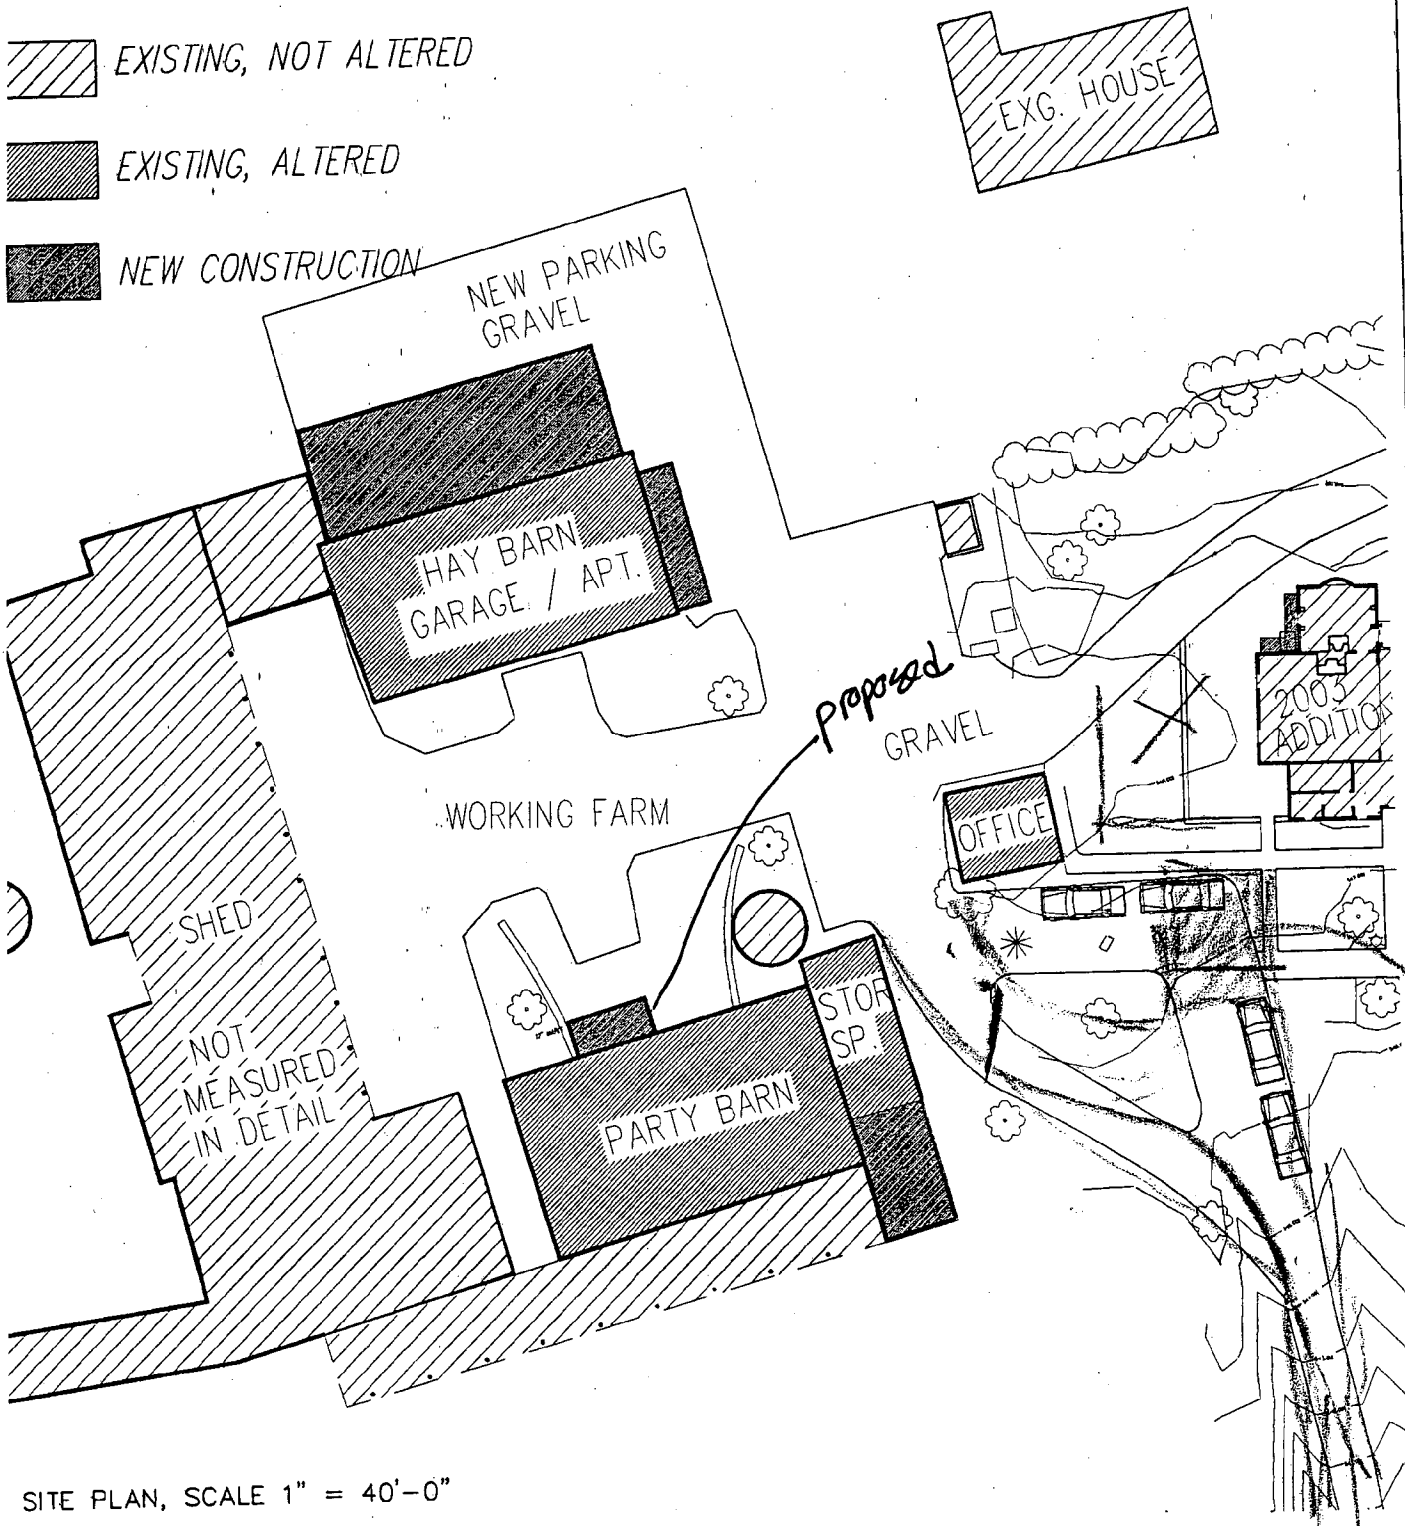 EXISTING, NOT ALTERED
EXISTING, ALTERED
NEW CONSTRUCTION
EXG. HOUSE
NEW PARKING
GRAVEL
HAY BARN
GARAGE / APT.
proposed
GRAVEL
2003
ADDITIO
WORKING FARM
OFFICE
SHED
NOT
MEASURED
IN DETAIL
STOR
SP.
PARTY BARN
SITE PLAN, SCALE 1" = 40'-0"